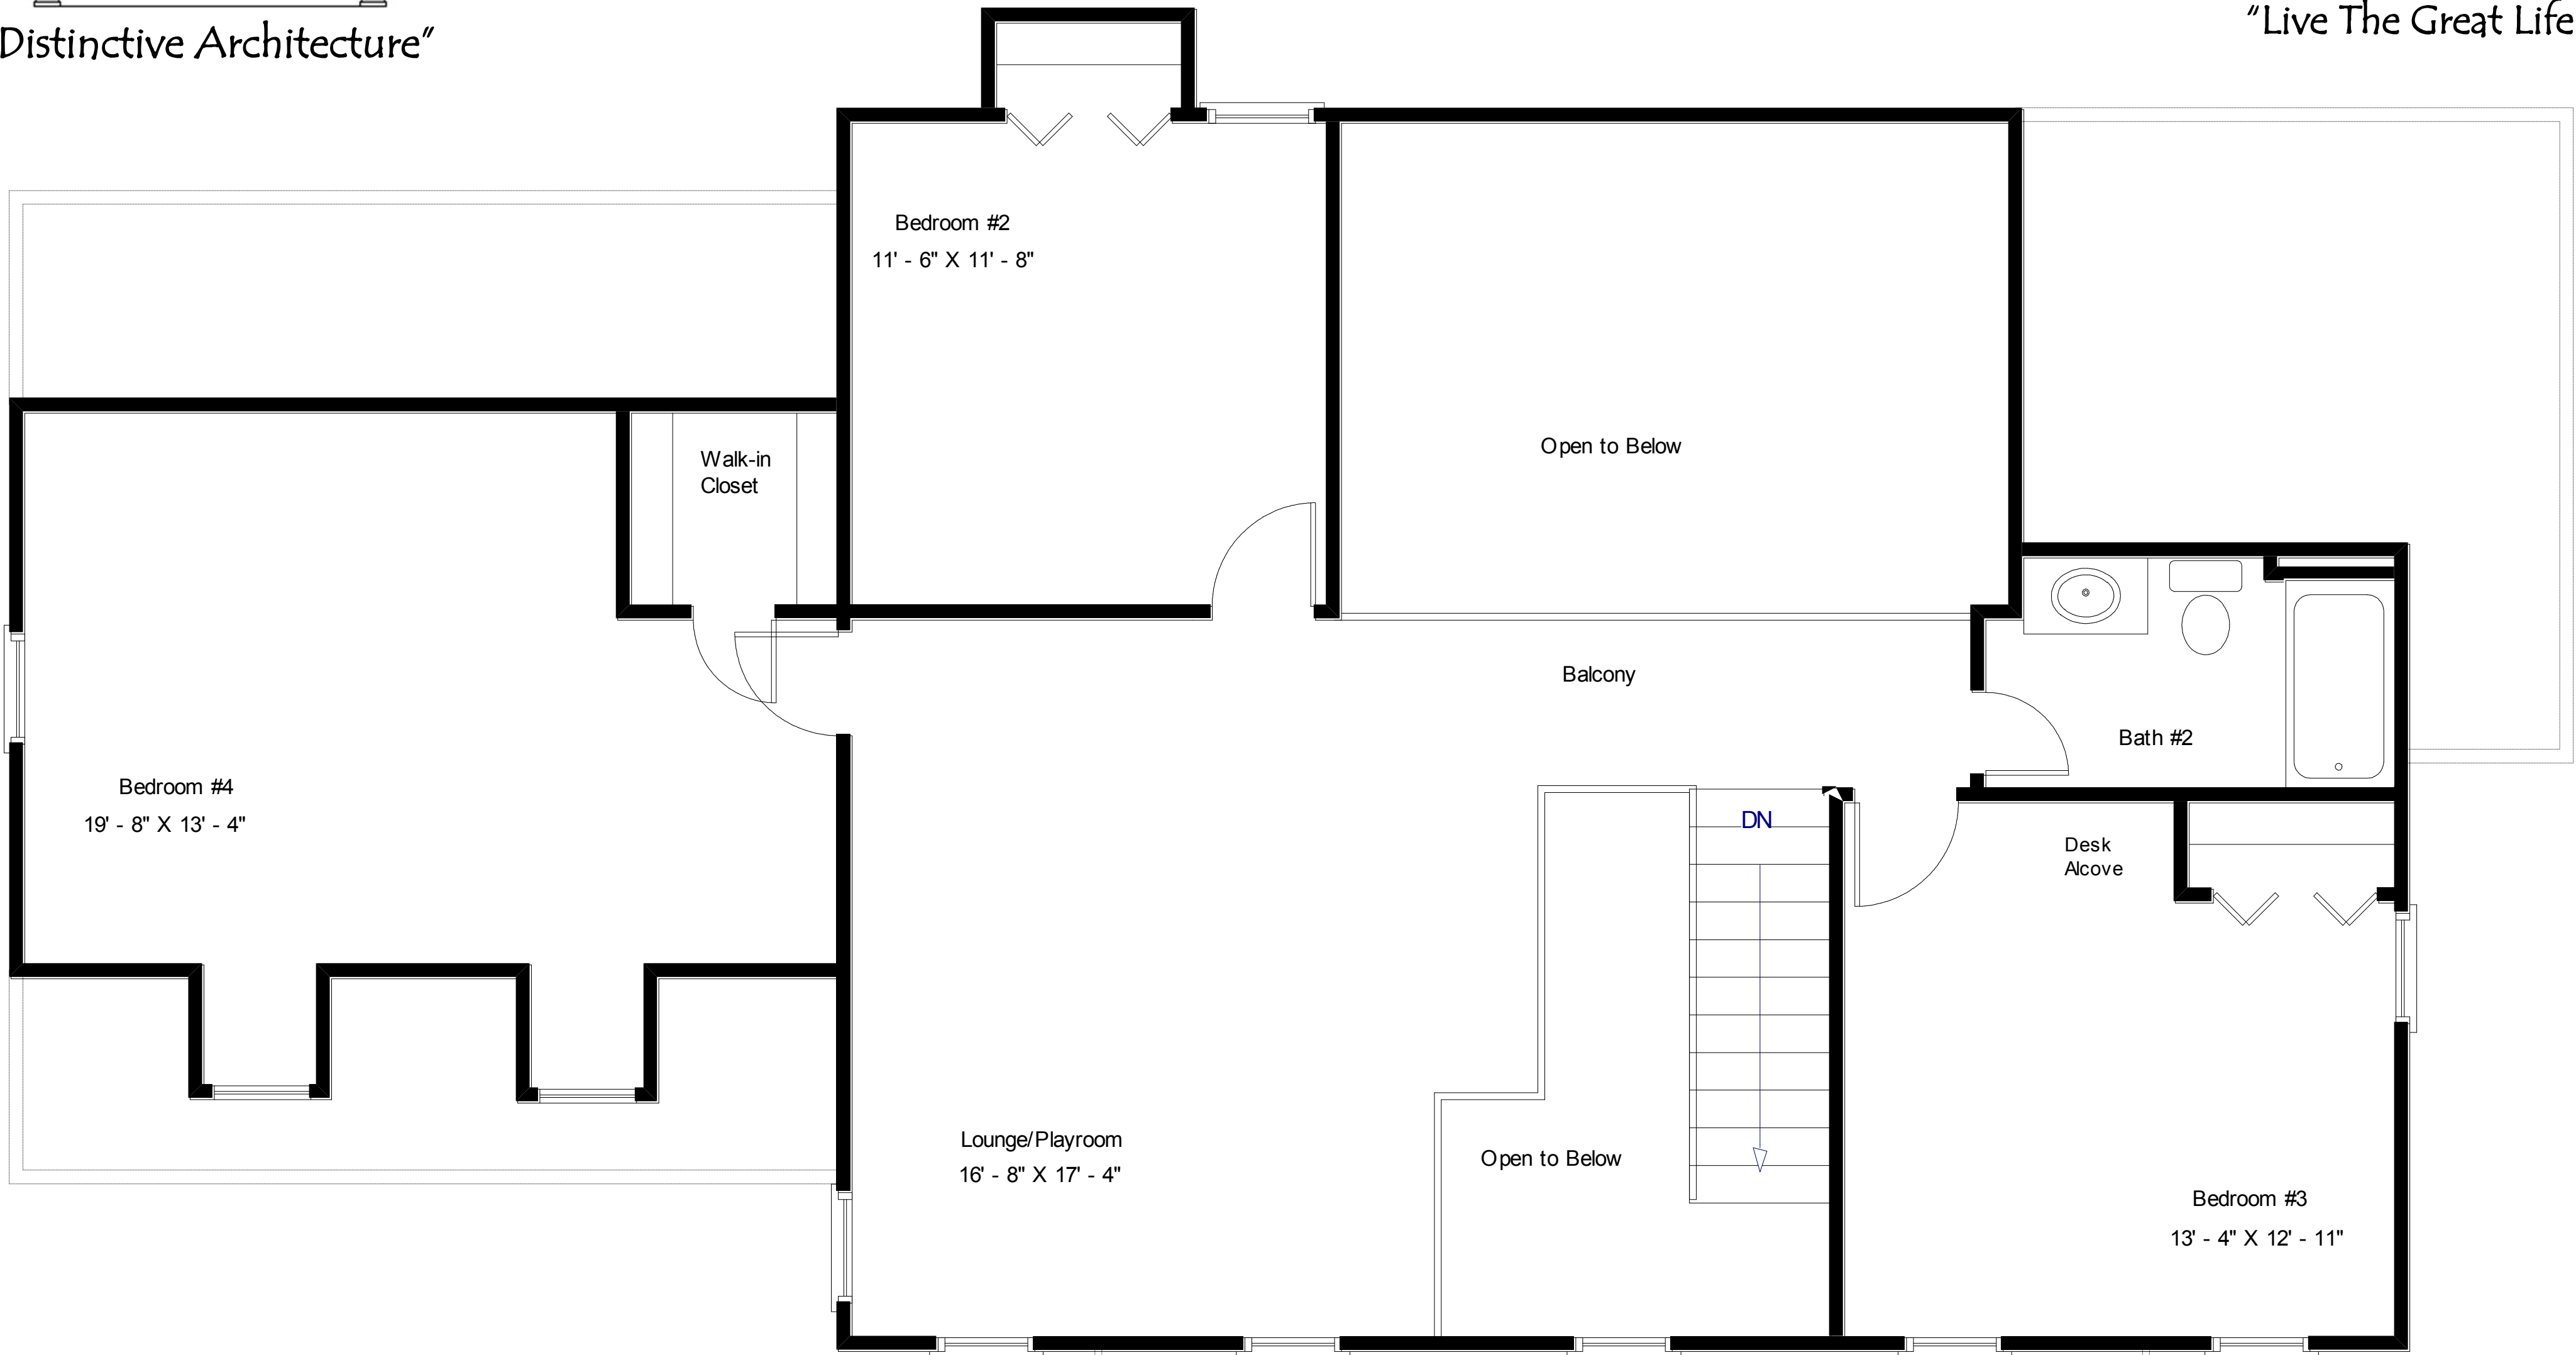 Distinctive Architecture”
“Live The Great Life
Bedroom #2
11' - 6" X 11' - 8"
Open to Below
Walk-in
Closet
Balcony
Bath #2
Bedroom #4
19' - 8" X 13' - 4"
DN
Desk
Alcove
Lounge/Playroom
16' - 8" X 17' - 4"
Open to Below
Bedroom #3
13' - 4" X 12' - 11"